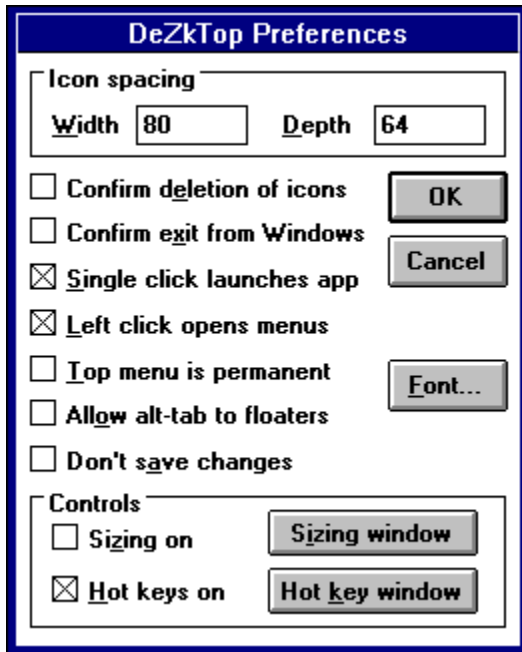 DeZkTop Preferences
Icon spacing
Width 80 Depth 64
Confirm deletion of icons
OK
Confirm exit from Windows
Cancel
Single click launches app
Left click opens menus
Top menu is permanent
Font...
Allow alt-tab to floaters
Don't save changes
Controls
Sizing on Sizing window
Hot keys on Hot key window